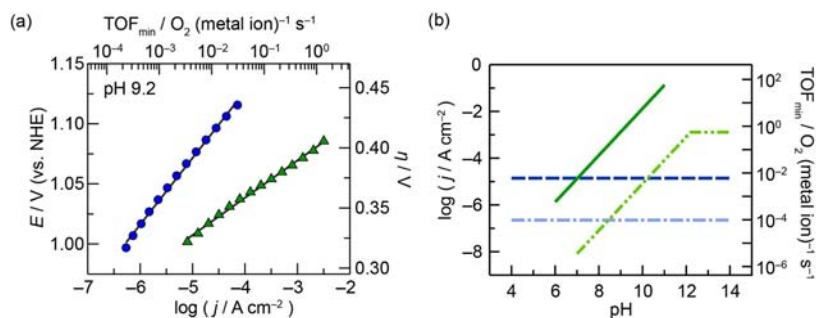 (a)
TOFmin / O2 (metal ion)−1 s−1
10−4 10−3 10−2 10−1 100
1.15
1.10
1.05
1.00
E / V (vs. NHE)
pH 9.2
0.45
0.40
0.35
0.30
η / V
−7 −6 −5 −4 −3 −2
log ( j / A cm−2)
(b)
0
−2
−4
−6
−8
log ( j / A cm−2)
102
100
10−2
10−4
10−6
TOFmin / O2 (metal ion)−1 s−1
4 6 8 10 12 14
pH